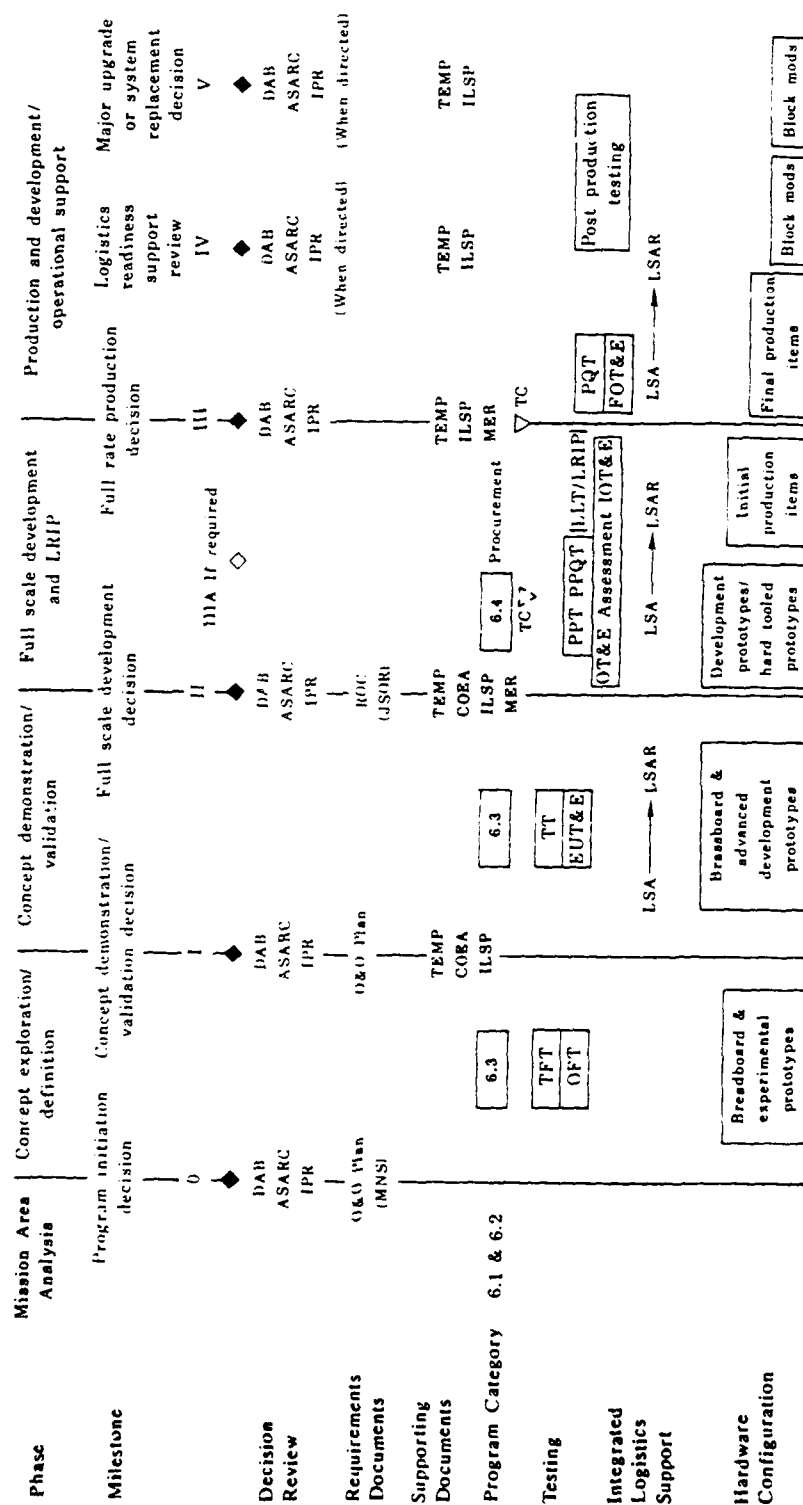 Phase
Mission Area
Analysis
Concept exploration/
definition
Concept demonstration/
validation
Full scale development
and LRIP
Production and development/
operational support
Milestone
Program initiation
decision
0
Concept demonstration/
validation decision
I
Full scale development
decision
II
IIIA If required
Full rate production
decision
III
Logistics
readiness
support
review
IV
Major upgrade
or system
replacement
decision
V
Decision
Review
DAB
ASARC
IPR
DAB
ASARC
IPR
DAB
ASARC
IPR
DAB
ASARC
IPR
DAB
ASARC
IPR
(When directed)
DAB
ASARC
IPR
(When directed)
Requirements
Documents
O&O Plan
(MNS)
O&O Plan
ROC
(JSOR)
Supporting
Documents
TEMP
COEA
ILSP
TEMP
COEA
ILSP
MER
TEMP
ILSP
MER
TEMP
ILSP
TEMP
ILSP
Program Category
6.1 & 6.2
6.3
6.3
6.4
Procurement
TC
TC
Testing
TFT
OFT
TT
EUT&E
PPT PPQT LLT/LRIP
OT&E Assessment IOT&E
PQT
FOT&E
Post production
testing
Integrated
Logistics
Support
LSA LSAR
LSA LSAR
LSA LSAR
Hardware
Configuration
Breadboard &
experimental
prototypes
Brassboard &
advanced
development
prototypes
Development
prototypes/
hard tooled
prototypes
Initial
production
items
Final production
items
Block mods
Block mods